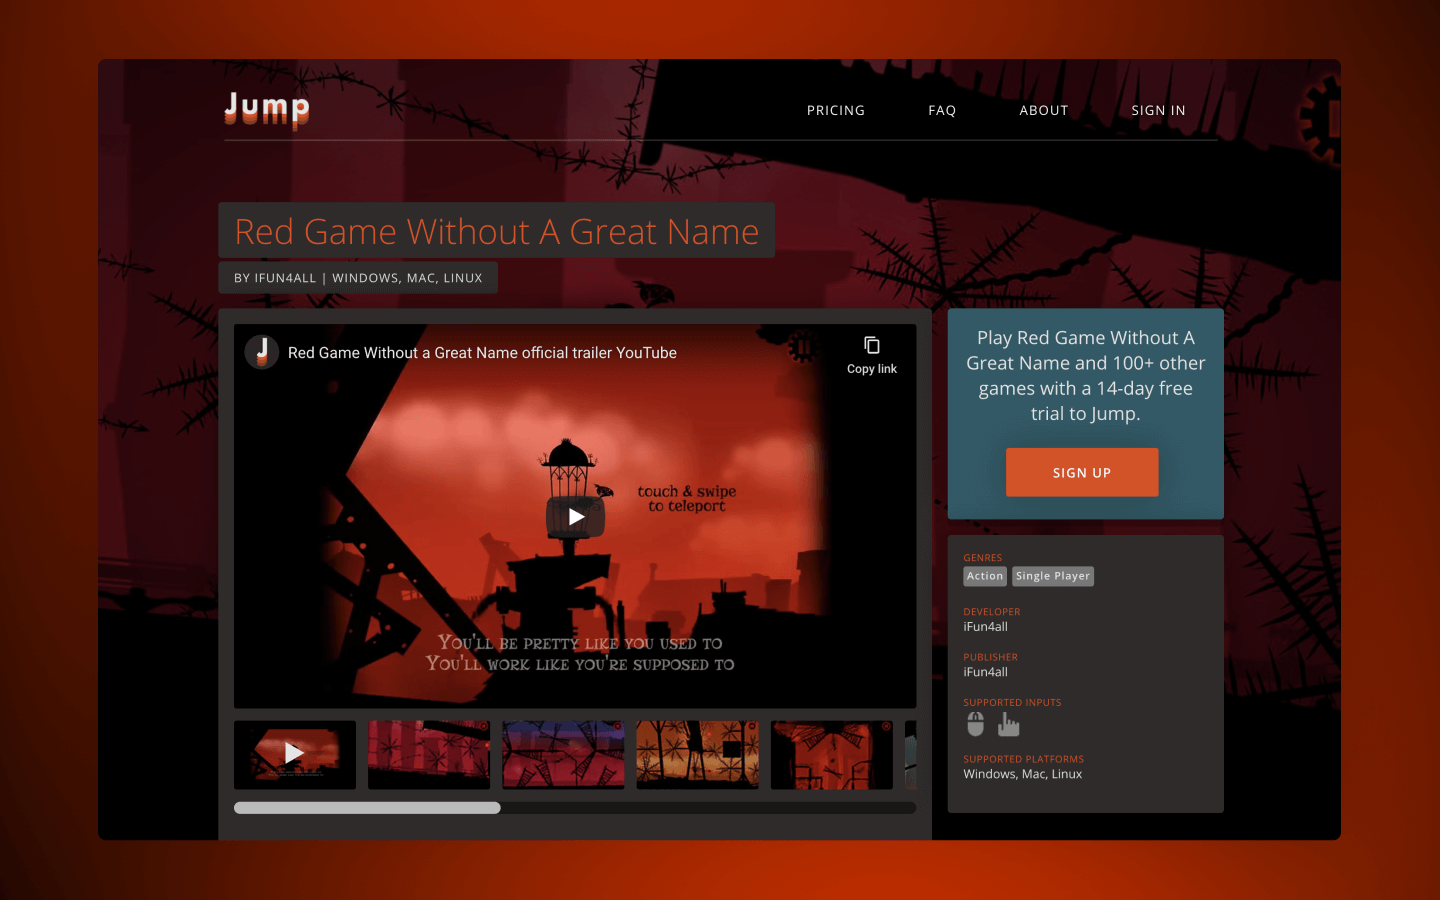 Jump
PRICING
FAQ
ABOUT
SIGN IN
Red Game Without A Great Name
BY IFUN4ALL | WINDOWS, MAC, LINUX
J
Red Game Without a Great Name official trailer YouTube
Copy link
touch & swipe
to teleport
YOU'LL BE PRETTY LIKE YOU USED TO
YOU'LL WORK LIKE YOU'RE SUPPOSED TO
Play Red Game Without A
Great Name and 100+ other
games with a 14-day free
trial to Jump.
SIGN UP
GENRES
Action
Single Player
DEVELOPER
iFun4all
PUBLISHER
iFun4all
SUPPORTED INPUTS
SUPPORTED PLATFORMS
Windows, Mac, Linux